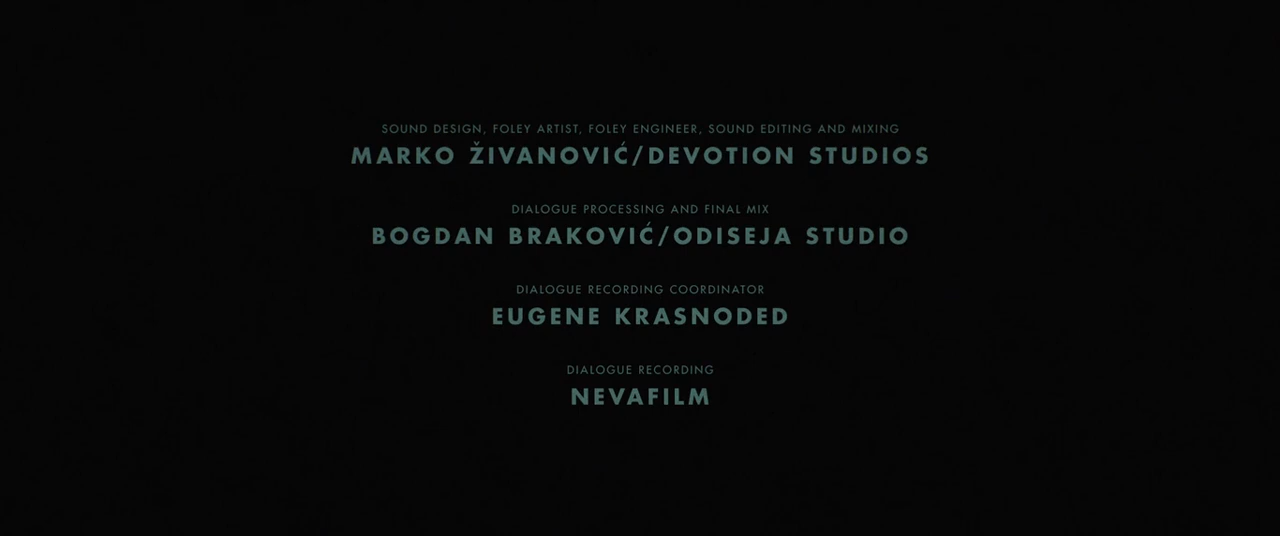 SOUND DESIGN, FOLEY ARTIST, FOLEY ENGINEER, SOUND EDITING AND MIXING
MARKO ŽIVANOVIĆ/DEVOTION STUDIOS
DIALOGUE PROCESSING AND FINAL MIX
BOGDAN BRAKOVIĆ/ODISEJA STUDIO
DIALOGUE RECORDING COORDINATOR
EUGENE KRASNODED
DIALOGUE RECORDING
NEVAFILM